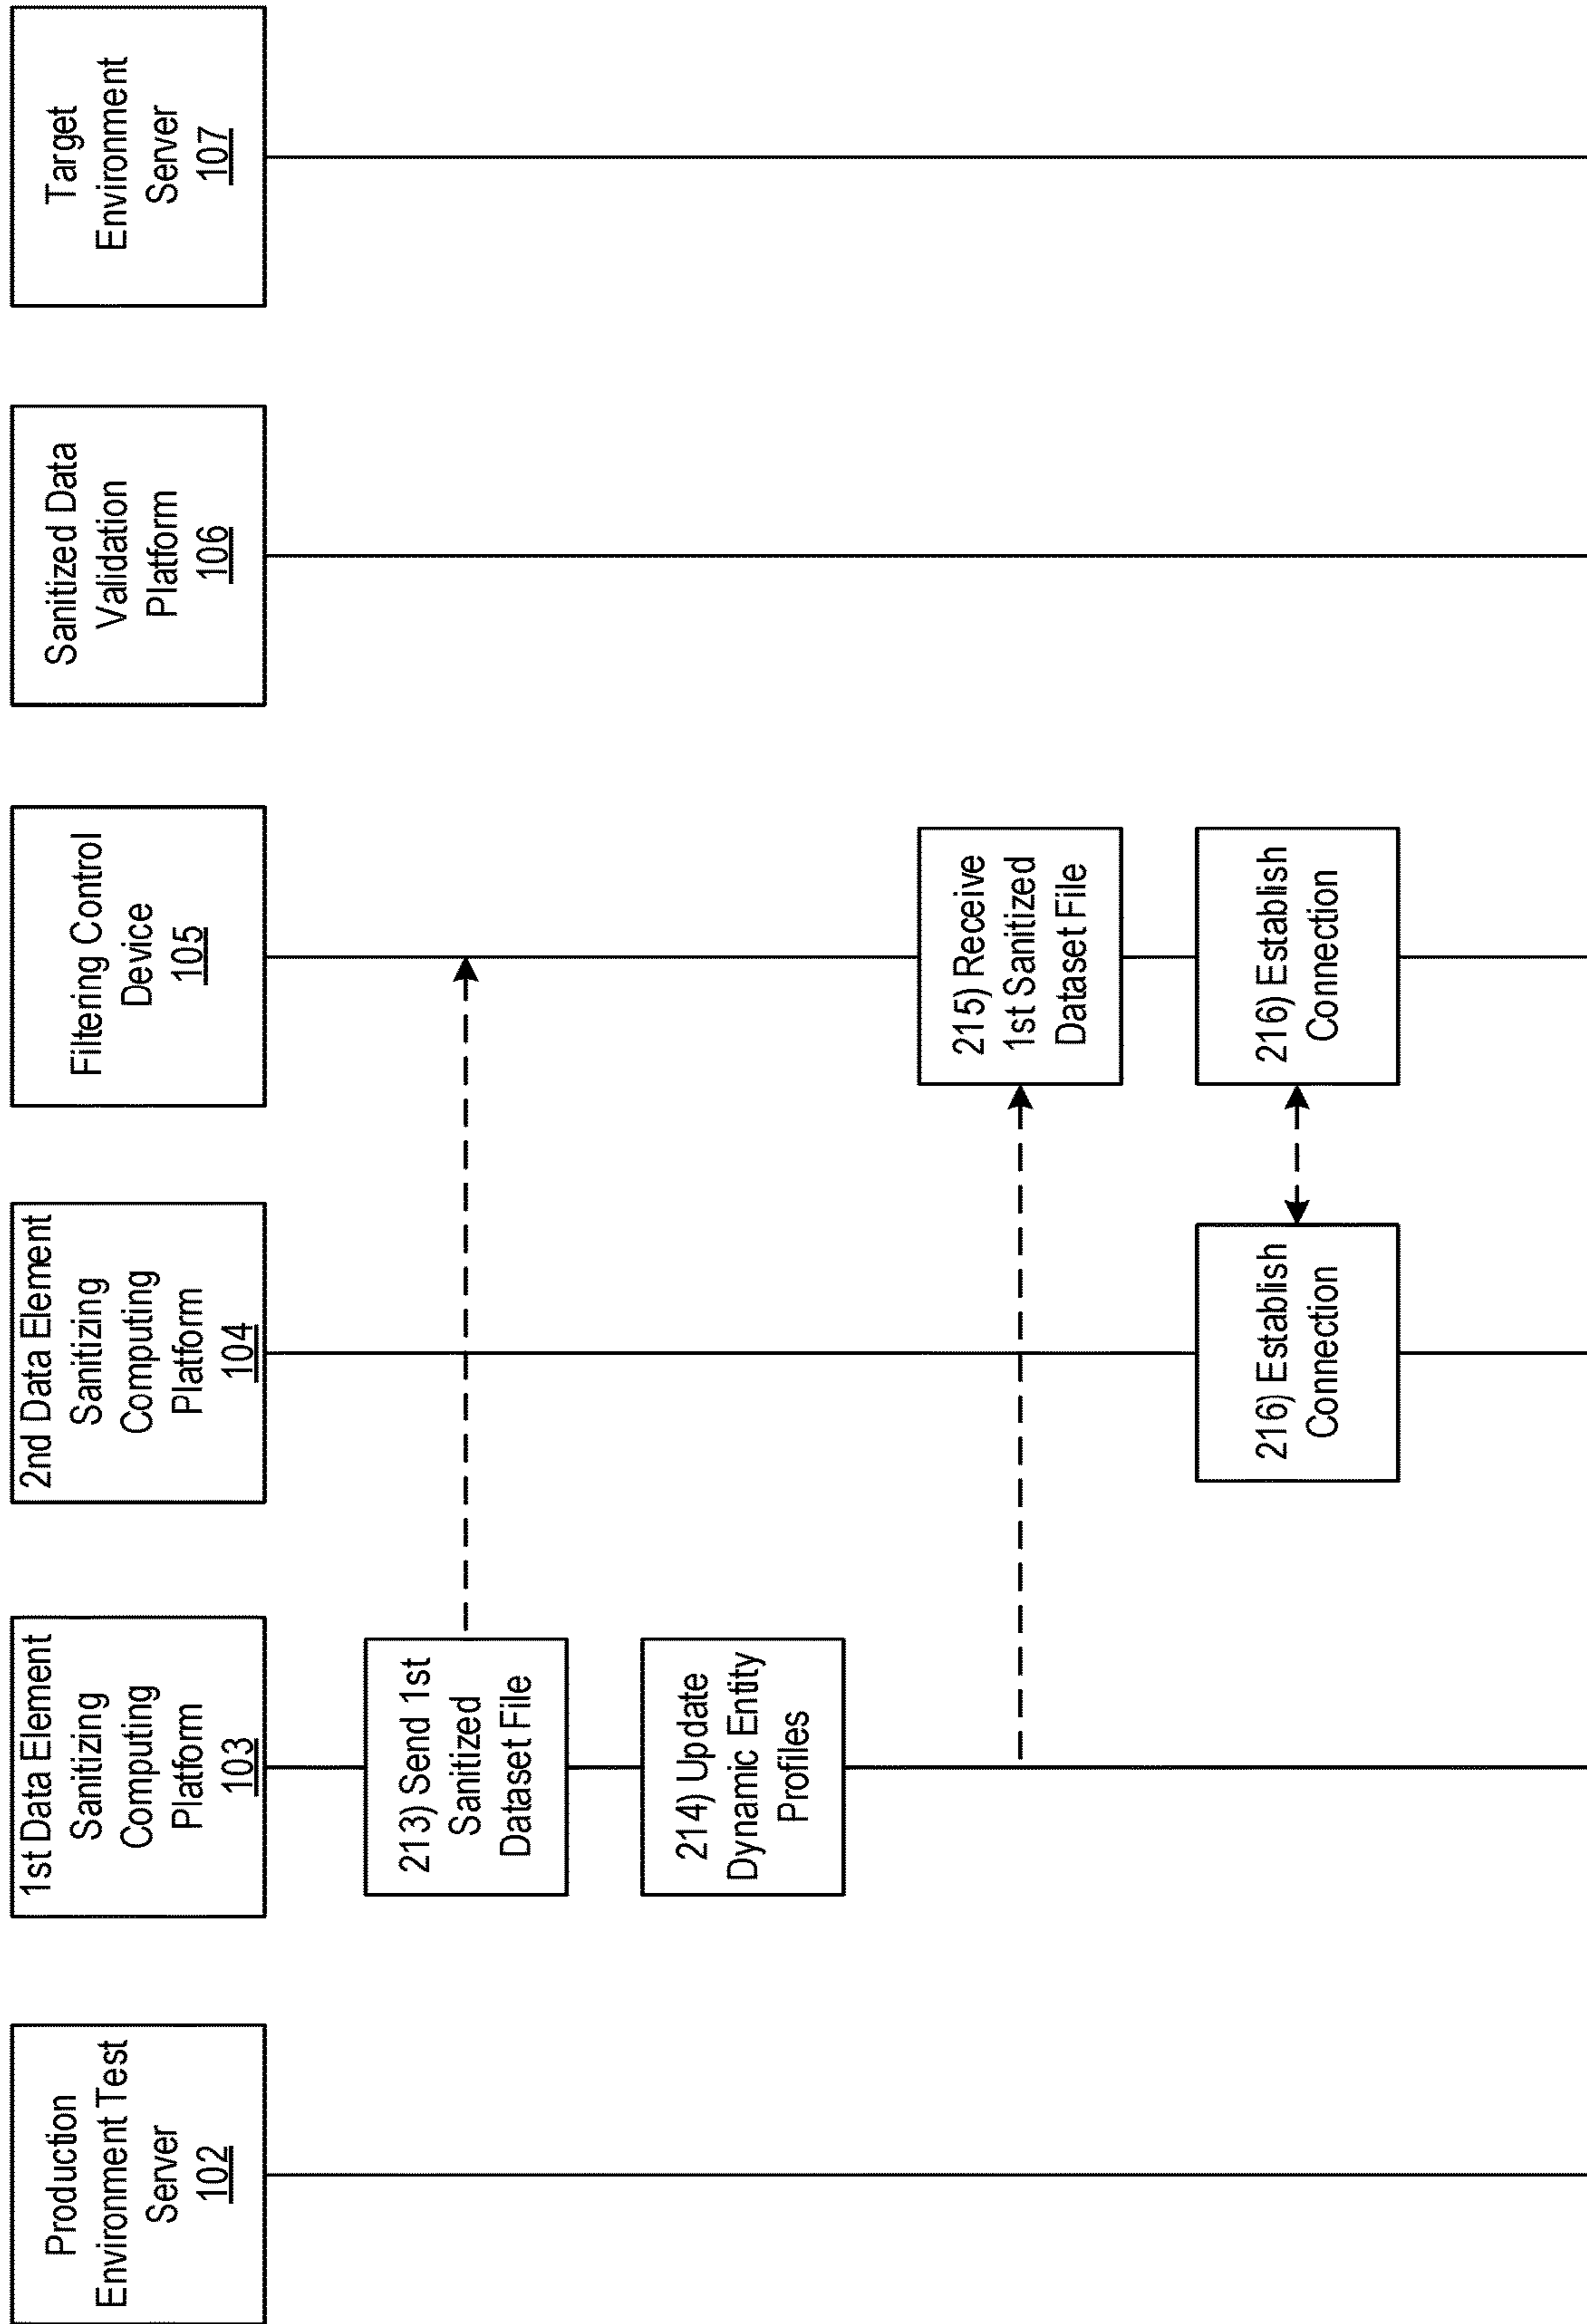 Production
Environment Test
Server
102
1st Data Element
Sanitizing
Computing
Platform
103
2nd Data Element
Sanitizing
Computing
Platform
104
Filtering Control
Device
105
Sanitized Data
Validation
Platform
106
Target
Environment
Server
107
213) Send 1st
Sanitized
Dataset File
214) Update
Dynamic Entity
Profiles
215) Receive
1st Sanitized
Dataset File
216) Establish
Connection
216) Establish
Connection